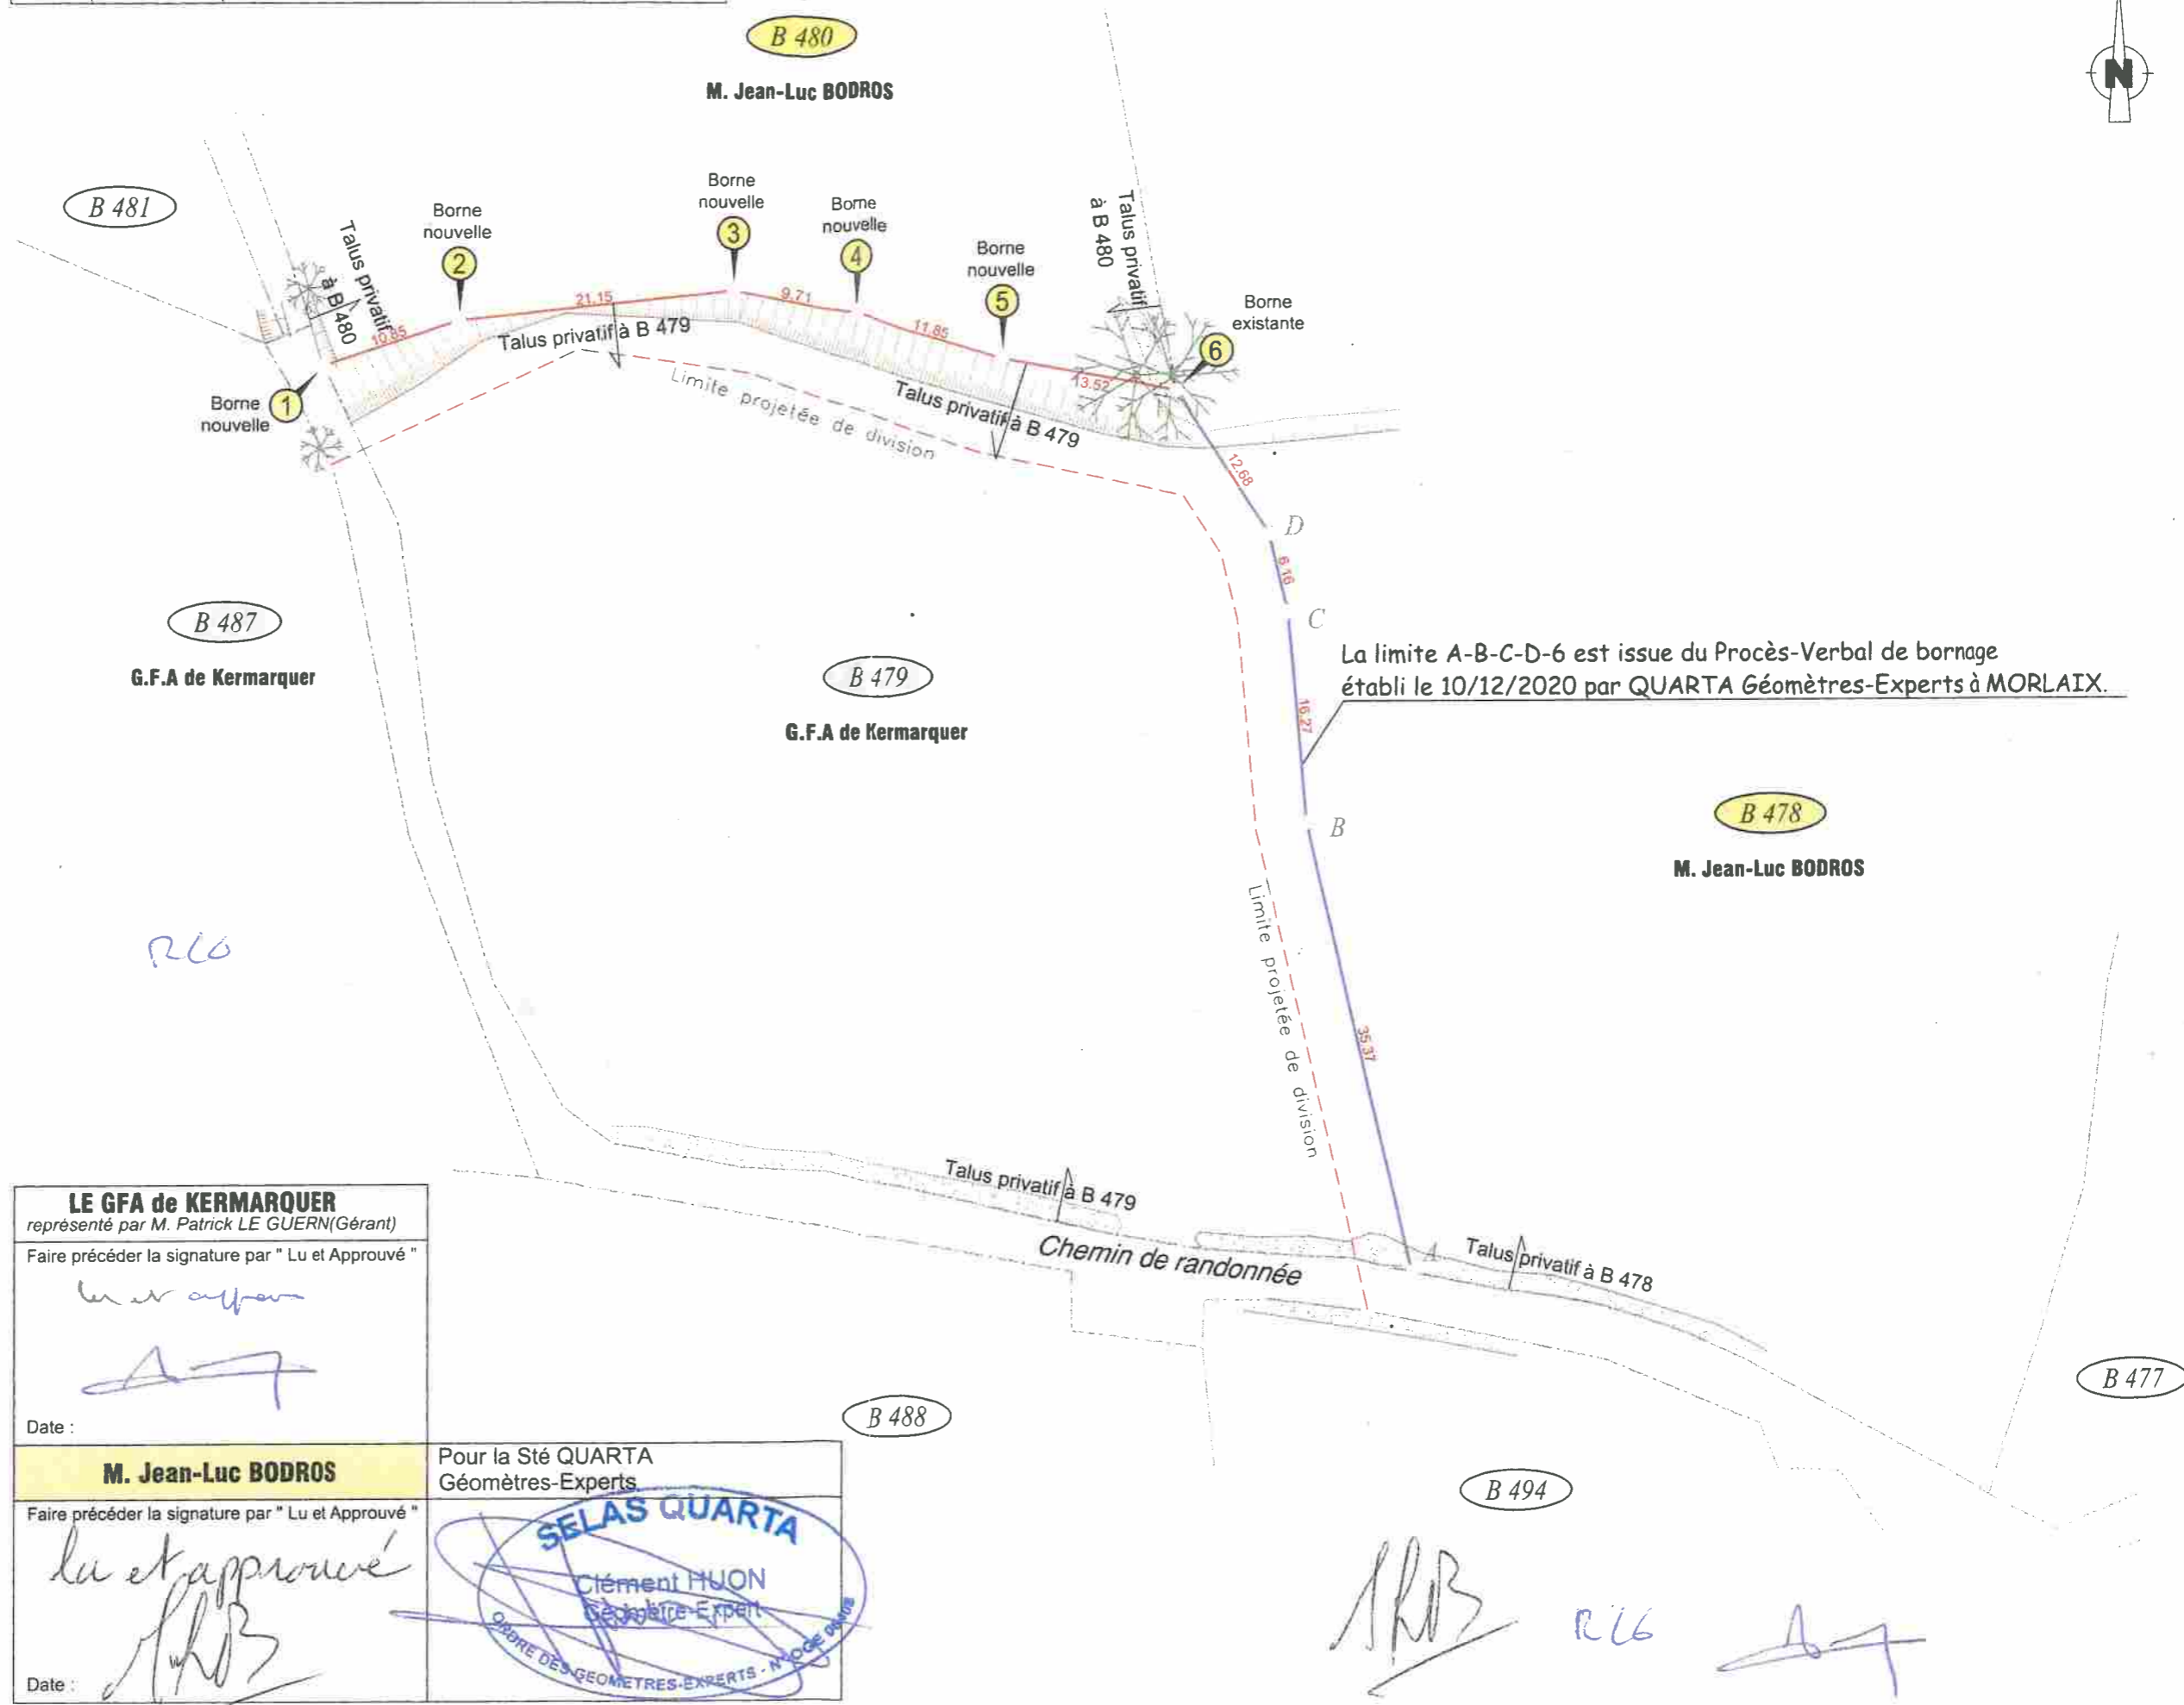 B 480
M. Jean-Luc BODROS
N
B 481
Talus privatif
à B 480
Borne
nouvelle
2
Borne
nouvelle
3
Borne
nouvelle
4
Borne
nouvelle
5
Talus privatif
à B 480
Borne
existante
6
Borne
nouvelle
1
10.85
21.15
9.71
11.85
13.52
Talus privatif à B 479
Limite projetée de division
Talus privatif à B 479
12.68
D
6.16
C
B 487
G.F.A de Kermarquer
B 479
G.F.A de Kermarquer
La limite A-B-C-D-6 est issue du Procès-Verbal de bornage
établi le 10/12/2020 par QUARTA Géomètres-Experts à MORLAIX.
16.27
B
B 478
M. Jean-Luc BODROS
Limite projetée de division
35.37
Talus privatif à B 479
Chemin de randonnée
A
Talus privatif à B 478
B 477
B 488
B 494
LE GFA de KERMARQUER
représenté par M. Patrick LE GUERN(Gérant)
Faire précéder la signature par " Lu et Approuvé "
Date :
M. Jean-Luc BODROS
Faire précéder la signature par " Lu et Approuvé "
lu et approuvé
Date :
Pour la Sté QUARTA
Géomètres-Experts
SELAS QUARTA
Clément HUON
Géomètre-Expert
ORDRE DES GEOMETRES-EXPERTS - N° OGE